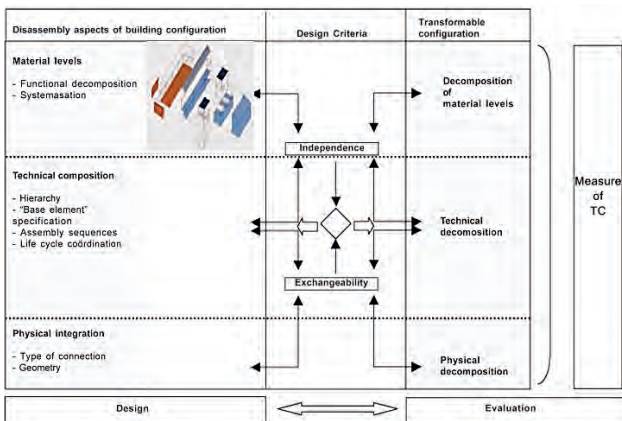 Disassembly aspects of building configuration
Design Criteria
Transformable
configuration
Material levels
- Functional decomposition
- Systemasation
Decomposition
of
material levels
Independence
Technical composition
- Hierarchy
- "Base element"
specification
- Assembly sequences
- Life cycle coördination
Technical
decomosition
Exchangeability
Physical integration
- Type of connection
- Geometry
Physical
decomposition
Measure
of
TC
Design
Evaluation